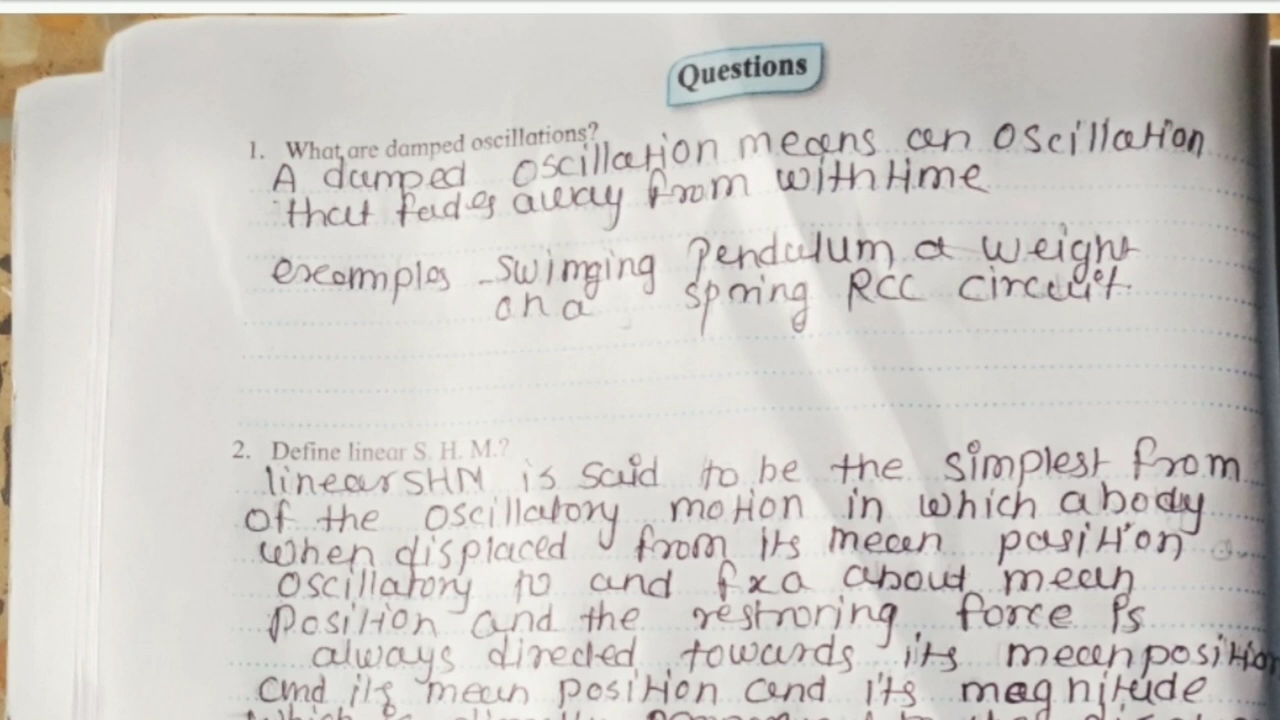 Questions
1. What are damped oscillations?
A damped oscillation means an oscillation
that fades away from with time
examples - swinging Pendulum a weight
on a spring RCC circuit
2. Define linear S. H. M.?
linear SHM is said to be the simplest from
of the oscillatory motion in which a body
when displaced from its mean position
oscillatory to and fxa about mean
Position and the restroring force is
always directed towards its mean position
and its mean position and its magnitude